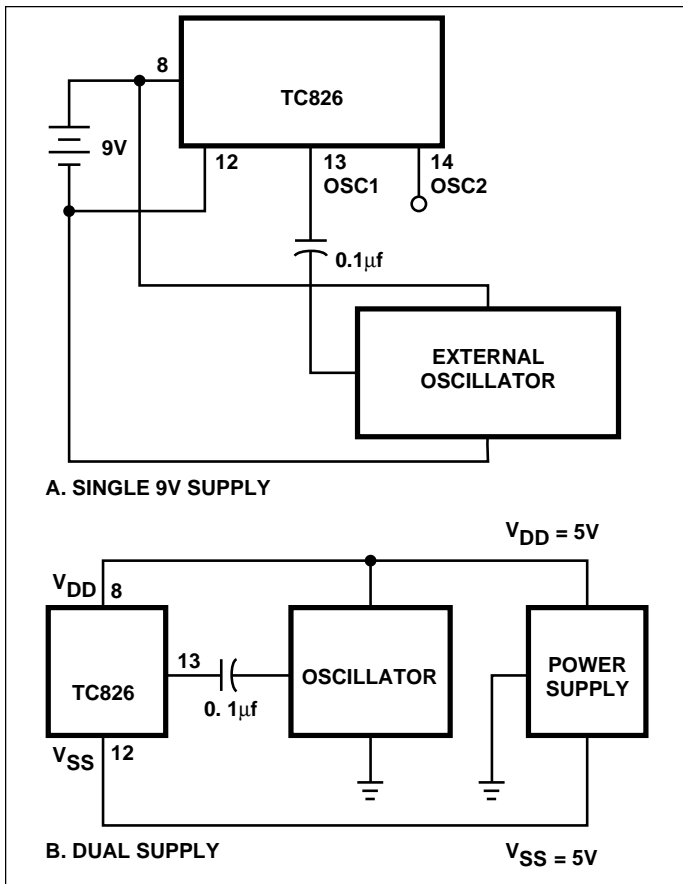 8
TC826
9V
12
13
OSC1
14
OSC2
0.1µf
EXTERNAL
OSCILLATOR
A. SINGLE 9V SUPPLY
VDD = 5V
VDD
8
TC826
13
0. 1µf
OSCILLATOR
POWER
SUPPLY
VSS
12
B. DUAL SUPPLY
VSS = 5V